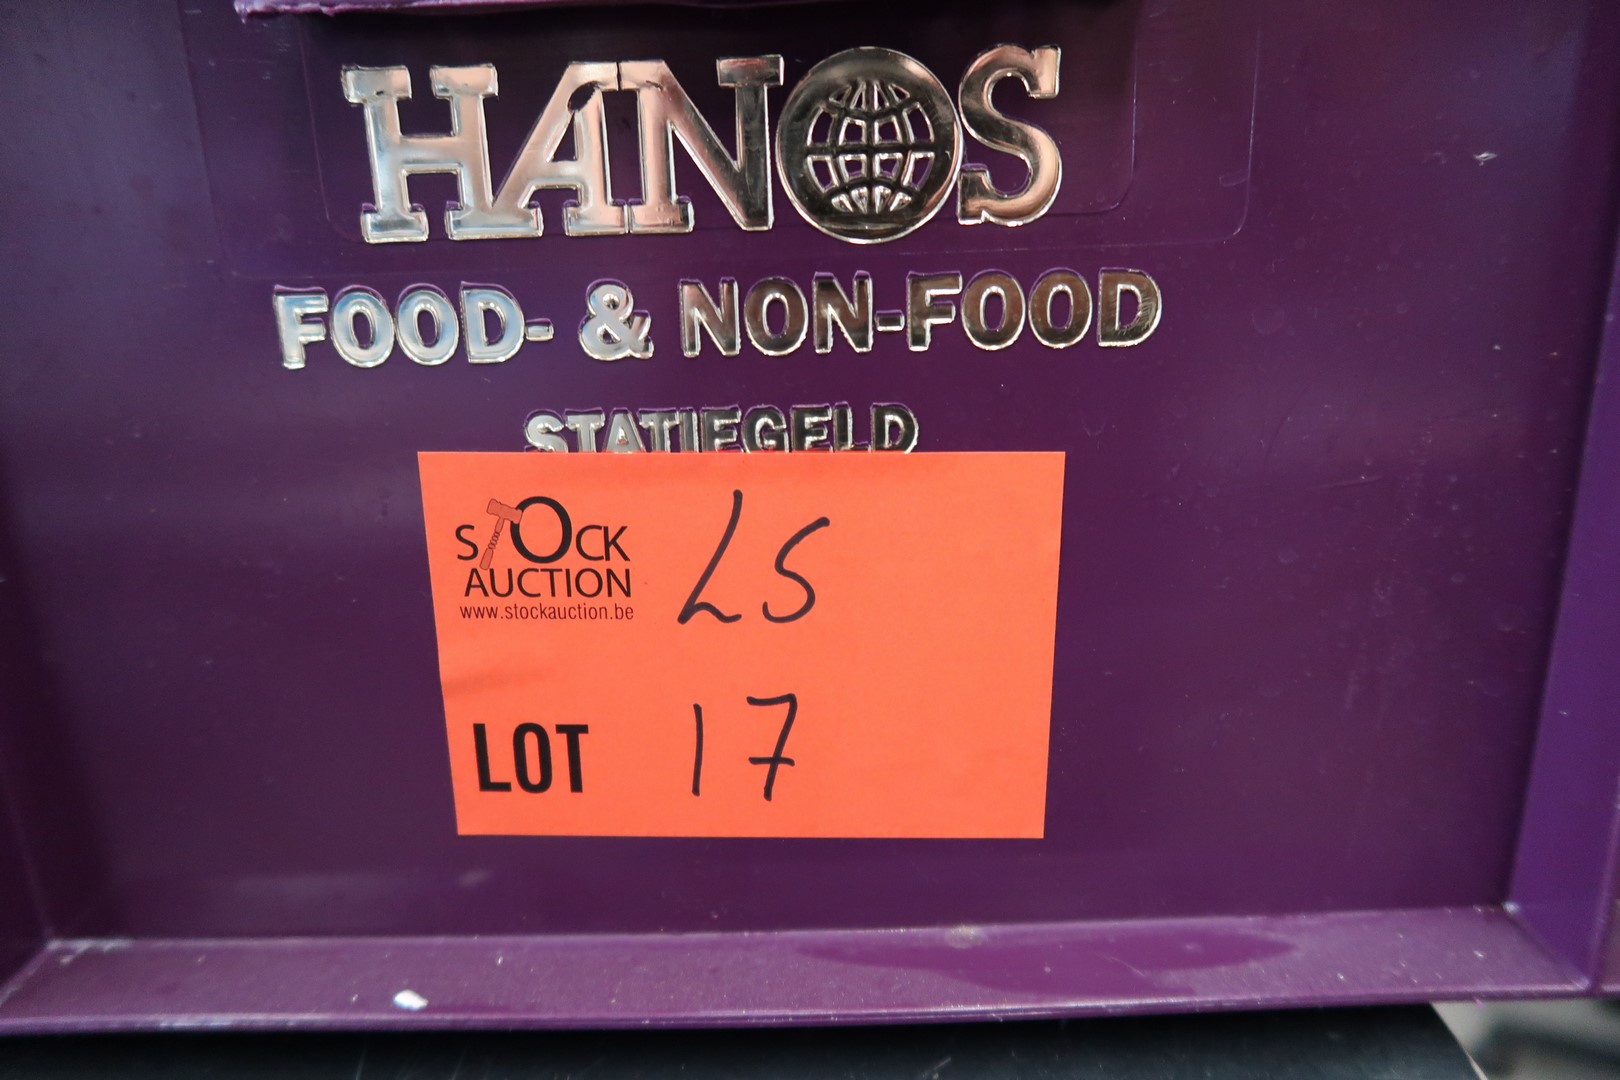 HANOS
FOOD- & NON-FOOD
STATIEGELD
STOCK
AUCTION
www.stockauction.be
LS
LOT 17